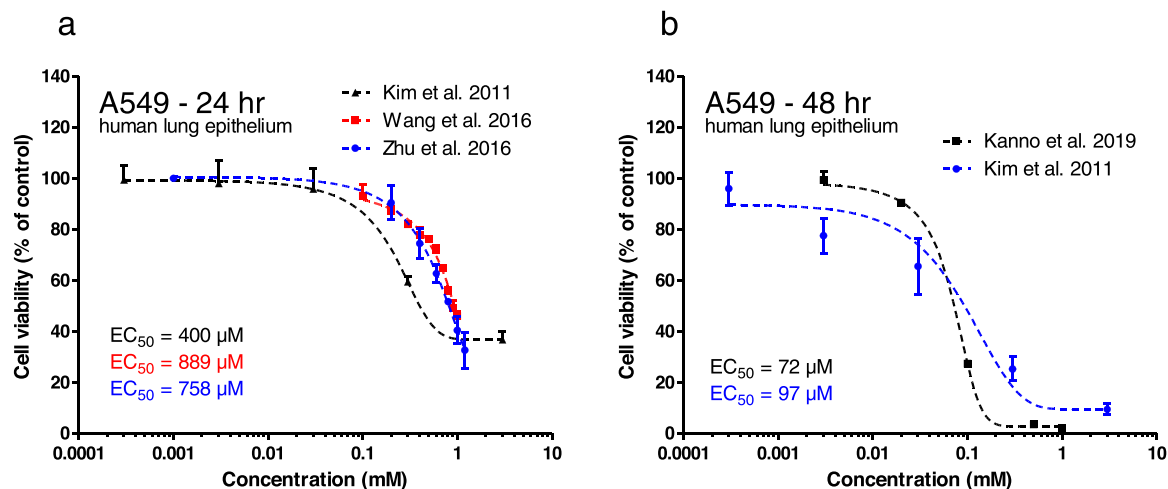 a
A549 - 24 hr
human lung epithelium
Kim et al. 2011
Wang et al. 2016
Zhu et al. 2016
Cell viability (% of control)
140
120
100
80
60
40
20
0
EC50 = 400 µM
EC50 = 889 µM
EC50 = 758 µM
0.0001 0.001 0.01 0.1 1 10
Concentration (mM)
b
A549 - 48 hr
human lung epithelium
Kanno et al. 2019
Kim et al. 2011
Cell viability (% of control)
140
120
100
80
60
40
20
0
EC50 = 72 µM
EC50 = 97 µM
0.0001 0.001 0.01 0.1 1 10
Concentration (mM)